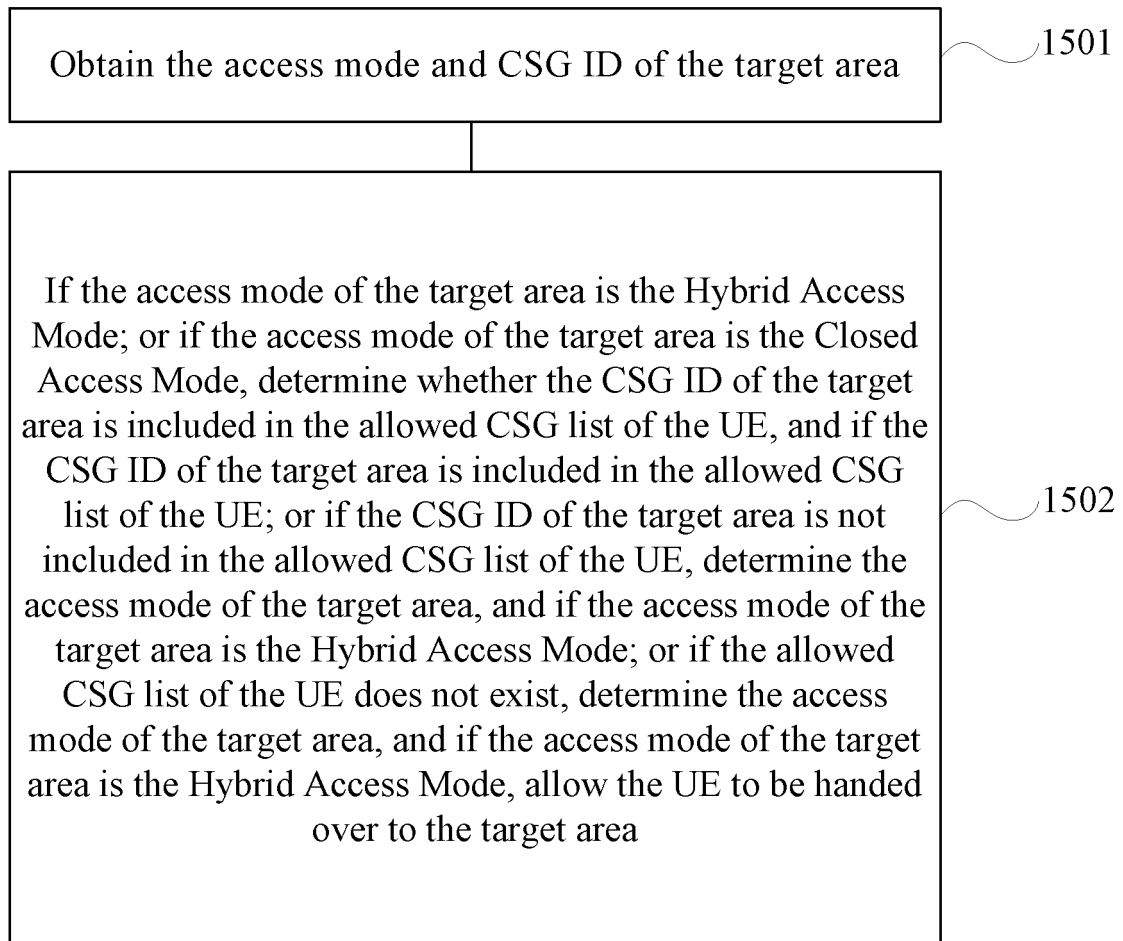 Obtain the access mode and CSG ID of the target area
1501
If the access mode of the target area is the Hybrid Access
Mode; or if the access mode of the target area is the Closed
Access Mode, determine whether the CSG ID of the target
area is included in the allowed CSG list of the UE, and if the
CSG ID of the target area is included in the allowed CSG
list of the UE; or if the CSG ID of the target area is not
included in the allowed CSG list of the UE, determine the
access mode of the target area, and if the access mode of the
target area is the Hybrid Access Mode; or if the allowed
CSG list of the UE does not exist, determine the access
mode of the target area, and if the access mode of the target
area is the Hybrid Access Mode, allow the UE to be handed
over to the target area
1502